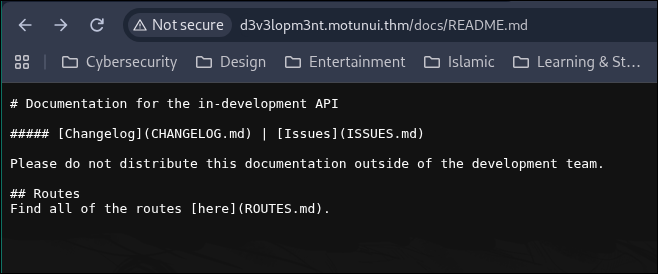 Not secure d3v3lopm3nt.motunui.thm/docs/README.md
Cybersecurity Design Entertainment Islamic Learning & St...
# Documentation for the in-development API
##### [Changelog](CHANGELOG.md) | [Issues](ISSUES.md)
Please do not distribute this documentation outside of the development team.
## Routes
Find all of the routes [here](ROUTES.md).